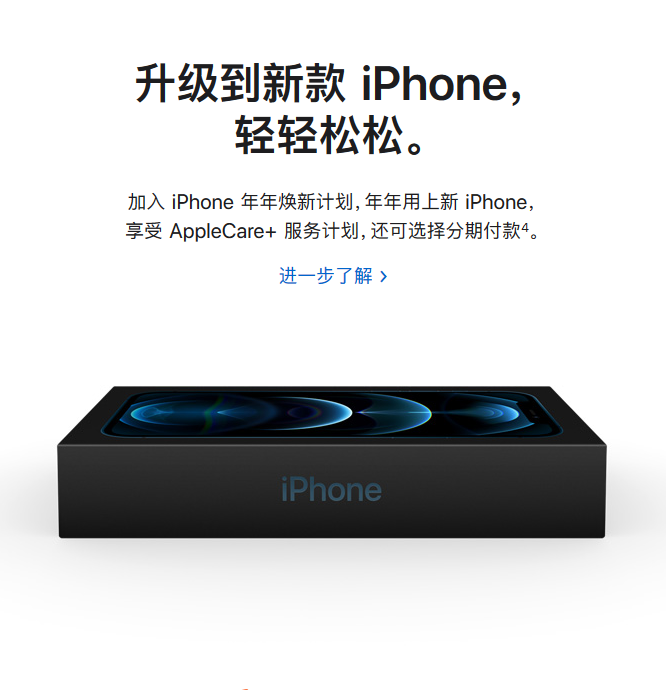 升级到新款 iPhone，
轻轻松松。
加入 iPhone 年年焕新计划，年年用上新 iPhone，
享受 AppleCare+ 服务计划，还可选择分期付款⁴。
进一步了解 >
iPhone